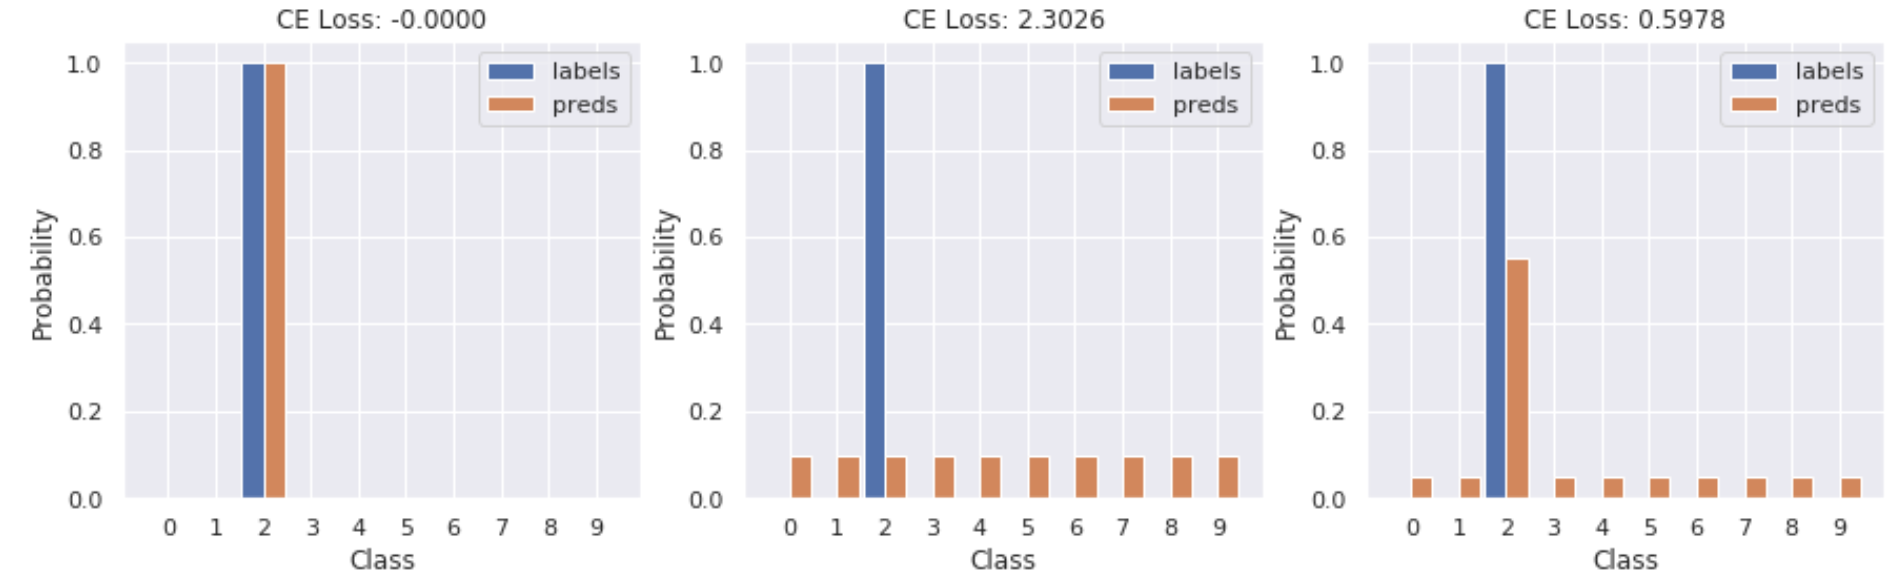 CE Loss: -0.0000
labels
preds
Probability
1.0
0.8
0.6
0.4
0.2
0.0
0 1 2 3 4 5 6 7 8 9
Class
CE Loss: 2.3026
labels
preds
Probability
1.0
0.8
0.6
0.4
0.2
0.0
0 1 2 3 4 5 6 7 8 9
Class
CE Loss: 0.5978
labels
preds
Probability
1.0
0.8
0.6
0.4
0.2
0.0
0 1 2 3 4 5 6 7 8 9
Class